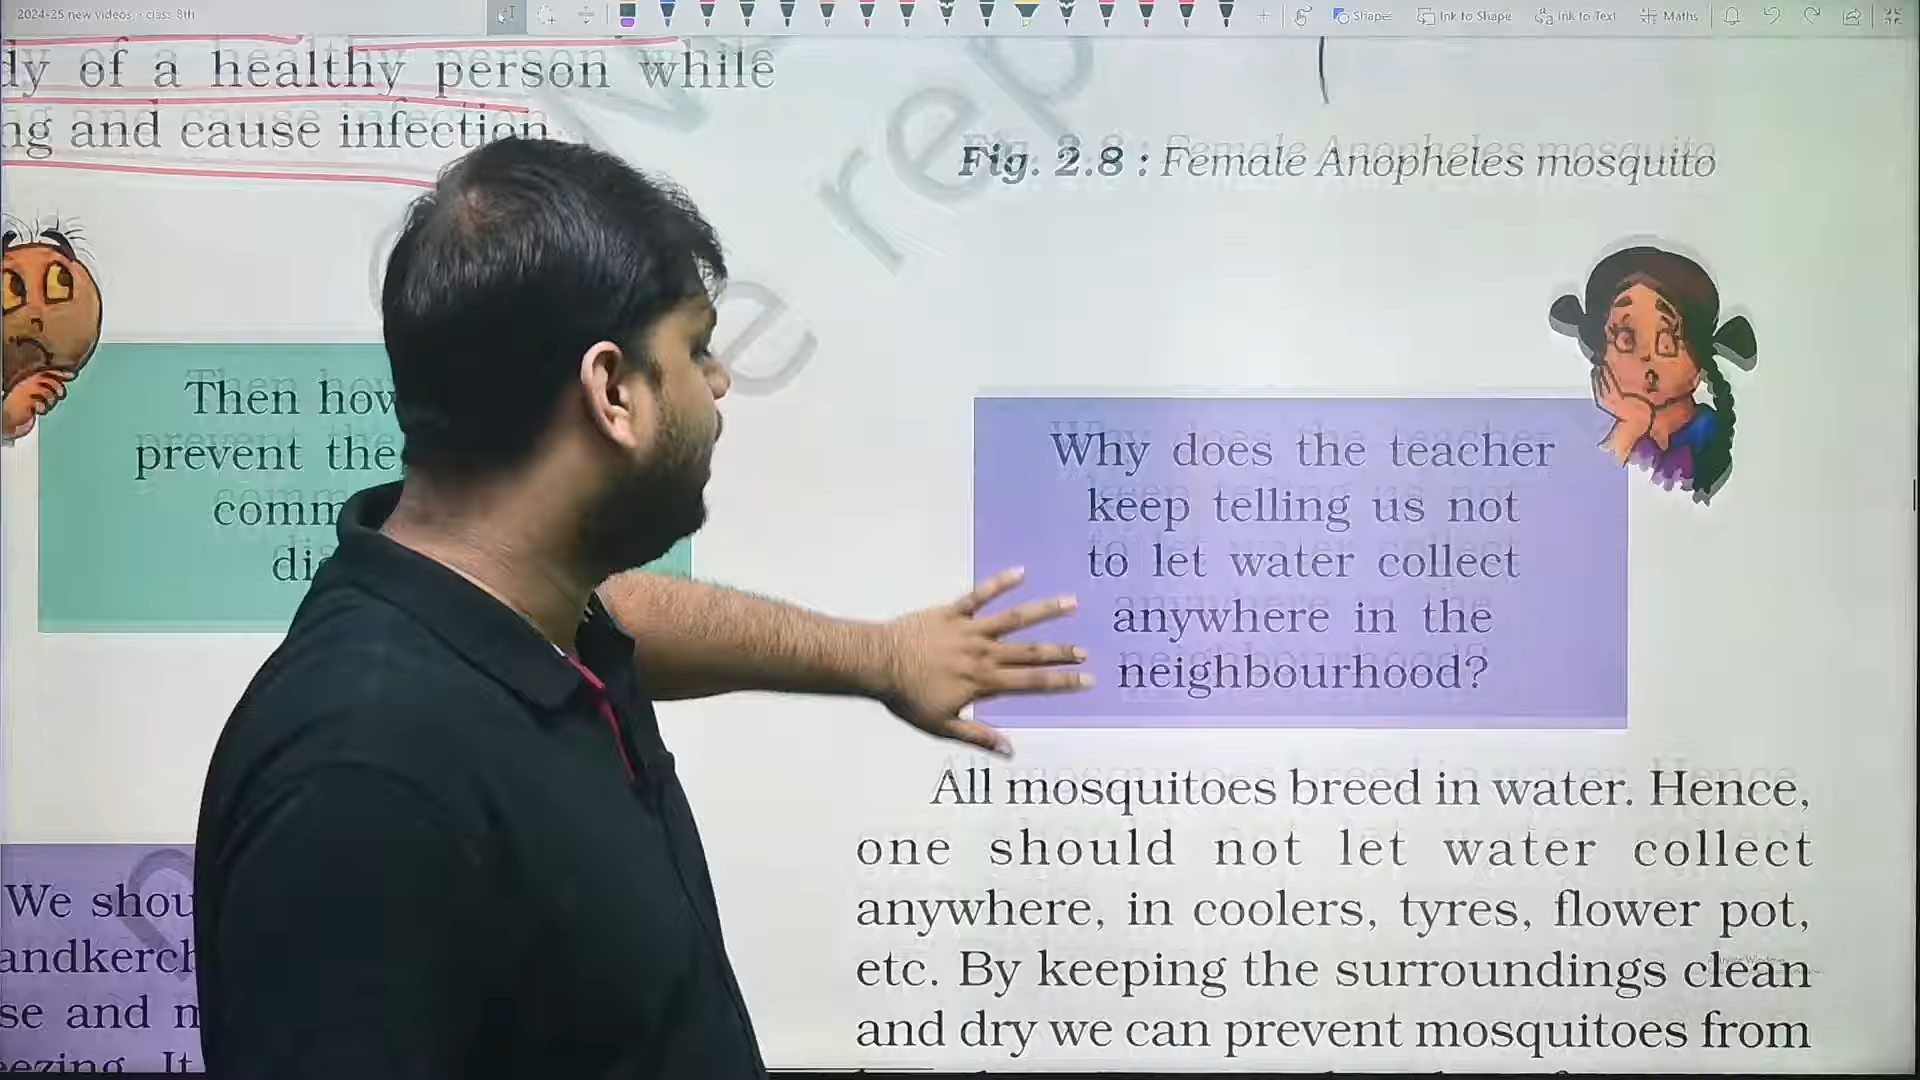 2024-25 new videos - class 8th
Shapes Ink to Shape Ink to Text Maths
dy of a healthy person while
ng and cause infection.
Then how
prevent the
comm
di
We shou
andkerch
se and m
ezing. It
Fig. 2.8 : Female Anopheles mosquito
Why does the teacher
keep telling us not
to let water collect
anywhere in the
neighbourhood?
All mosquitoes breed in water. Hence,
one should not let water collect
anywhere, in coolers, tyres, flower pot,
etc. By keeping the surroundings clean
and dry we can prevent mosquitoes from
rep
e